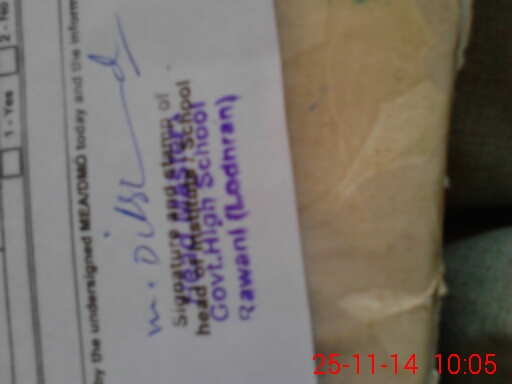 1 - Yes
2 - No
by the undersigned MEA/DMO today and the inform
Signature and stamp of
head of Institute / School
Head Master
Govt.High School
Rawani (Lodhran)
25-11-14 10:05